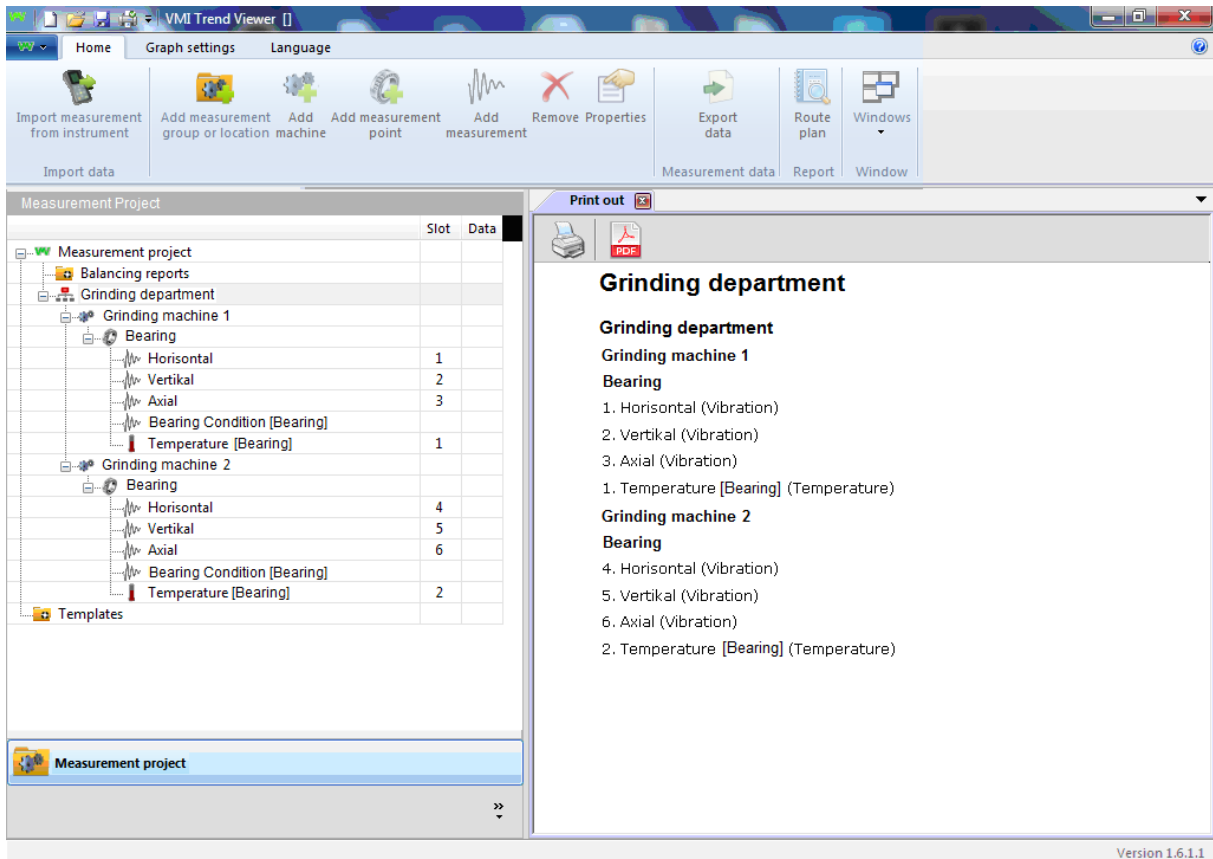 VMI Trend Viewer []
Home Graph settings Language
Import measurement from instrument
Add measurement group or location
Add machine
Add measurement point
Add measurement
Remove
Properties
Export data
Route plan
Windows
Import data
Measurement data
Report
Window
Measurement Project
Slot Data
Measurement project
Balancing reports
Grinding department
Grinding machine 1
Bearing
Horisontal 1
Vertikal 2
Axial 3
Bearing Condition [Bearing]
Temperature [Bearing] 1
Grinding machine 2
Bearing
Horisontal 4
Vertikal 5
Axial 6
Bearing Condition [Bearing]
Temperature [Bearing] 2
Templates
Measurement project
Print out
PDF
Grinding department
Grinding department
Grinding machine 1
Bearing
1. Horisontal (Vibration)
2. Vertikal (Vibration)
3. Axial (Vibration)
1. Temperature [Bearing] (Temperature)
Grinding machine 2
Bearing
4. Horisontal (Vibration)
5. Vertikal (Vibration)
6. Axial (Vibration)
2. Temperature [Bearing] (Temperature)
Version 1.6.1.1